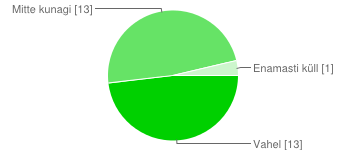 Mitte kunagi [13]
Enamasti küll [1]
Vahel [13]